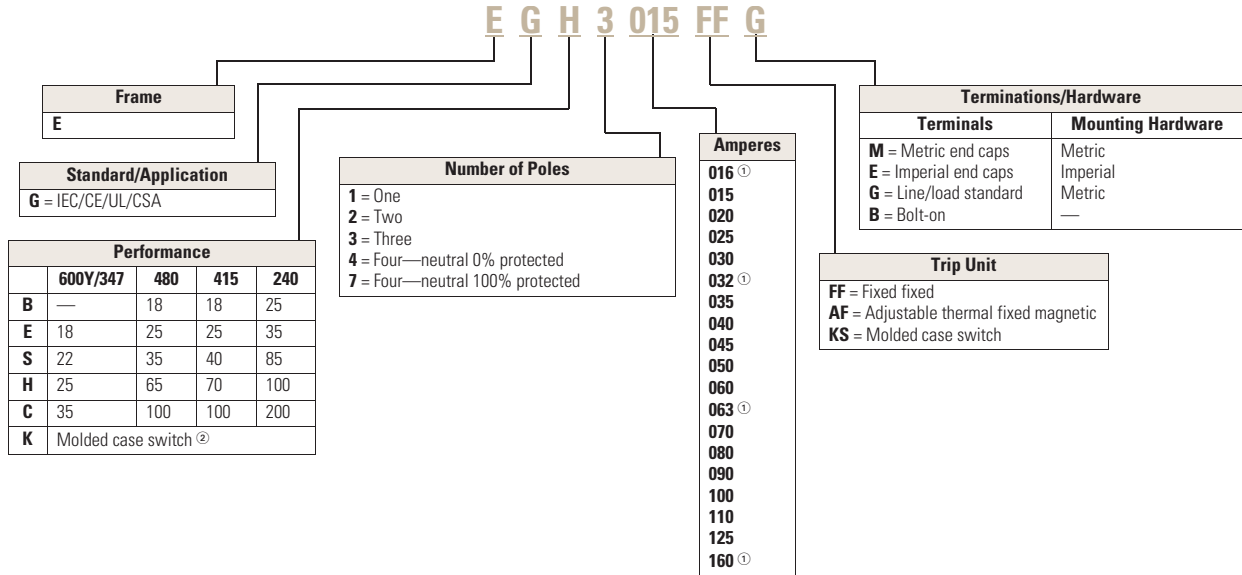 E G H 3 015 FF G
Frame
E
Standard/Application
G = IEC/CE/UL/CSA
Performance
600Y/347 480 415 240
B — 18 18 25
E 18 25 25 35
S 22 35 40 85
H 25 65 70 100
C 35 100 100 200
K Molded case switch ②
Number of Poles
1 = One
2 = Two
3 = Three
4 = Four—neutral 0% protected
7 = Four—neutral 100% protected
Amperes
016 ①
015
020
025
030
032 ①
035
040
045
050
060
063 ①
070
080
090
100
110
125
160 ①
Trip Unit
FF = Fixed fixed
AF = Adjustable thermal fixed magnetic
KS = Molded case switch
Terminations/Hardware
Terminals Mounting Hardware
M = Metric end caps Metric
E = Imperial end caps Imperial
G = Line/load standard Metric
B = Bolt-on —